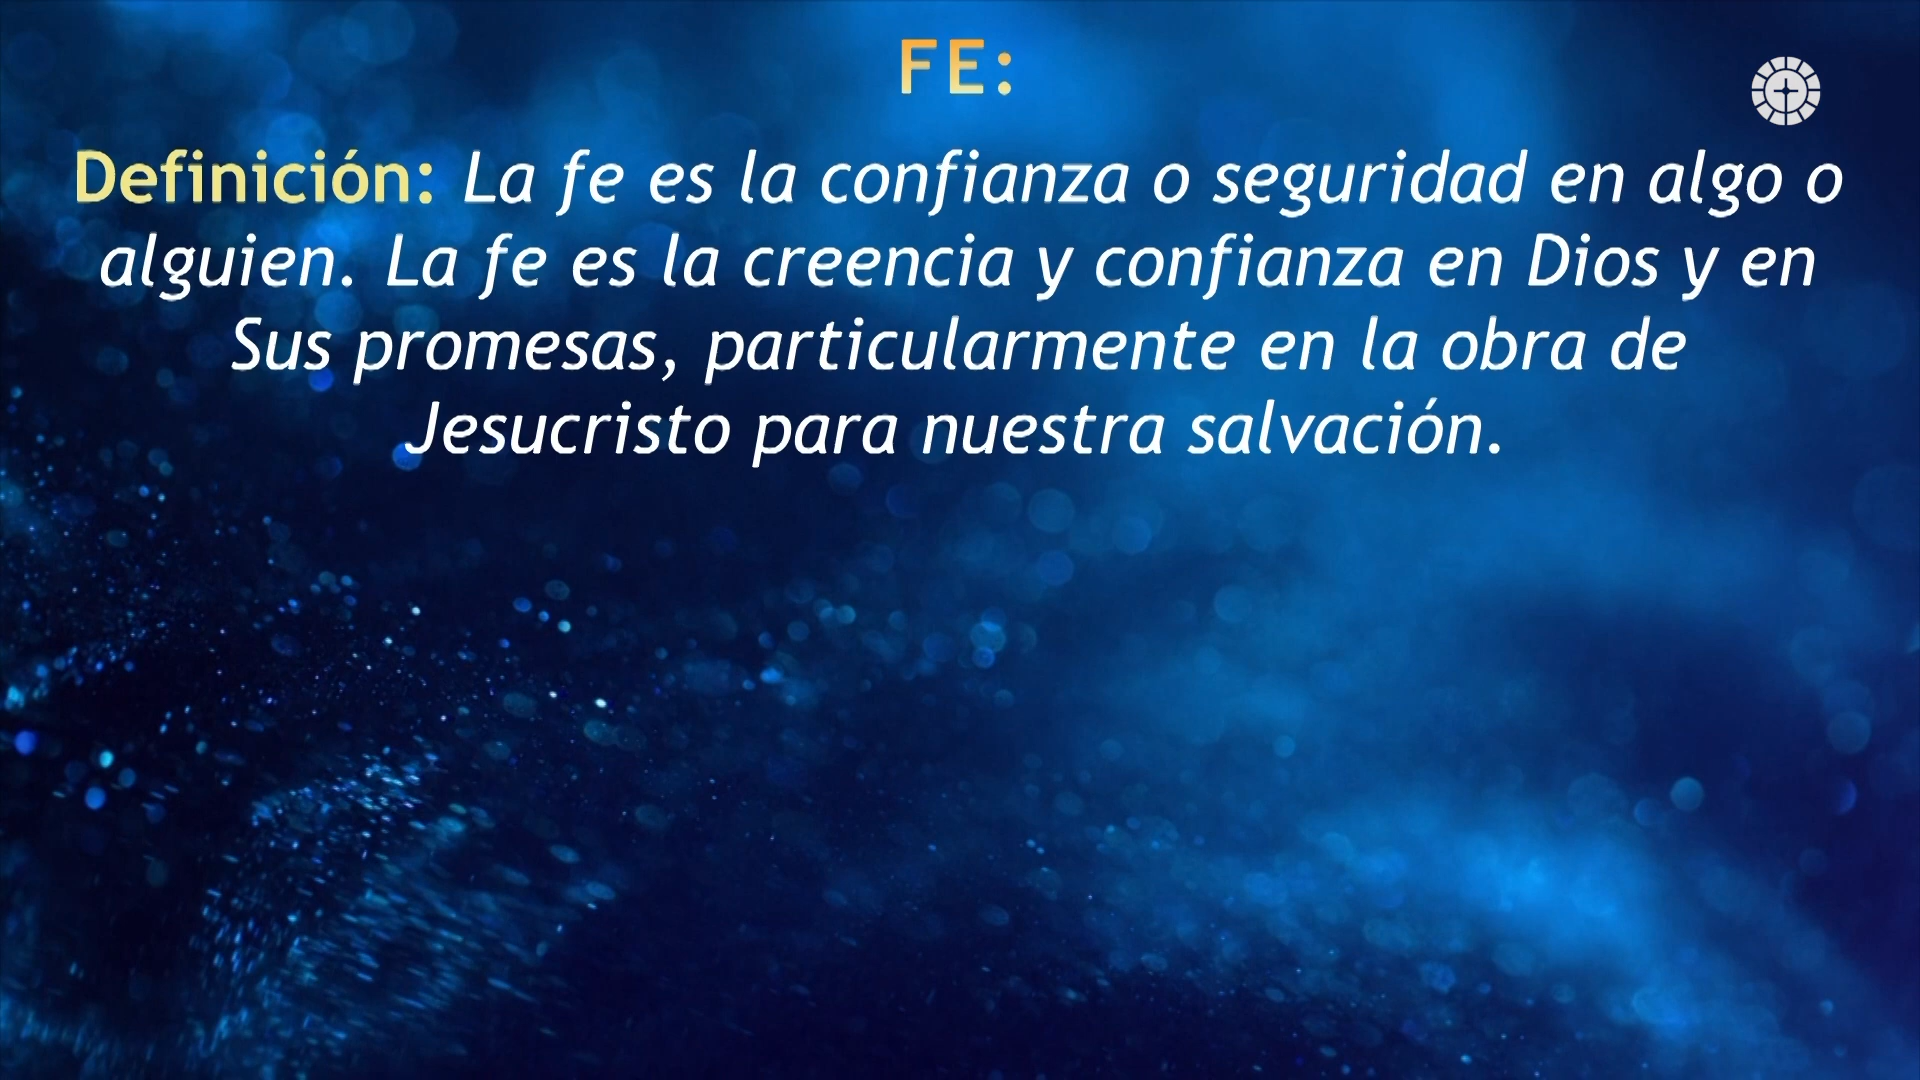 FE:
Definición: La fe es la confianza o seguridad en algo o
alguien. La fe es la creencia y confianza en Dios y en
Sus promesas, particularmente en la obra de
Jesucristo para nuestra salvación.